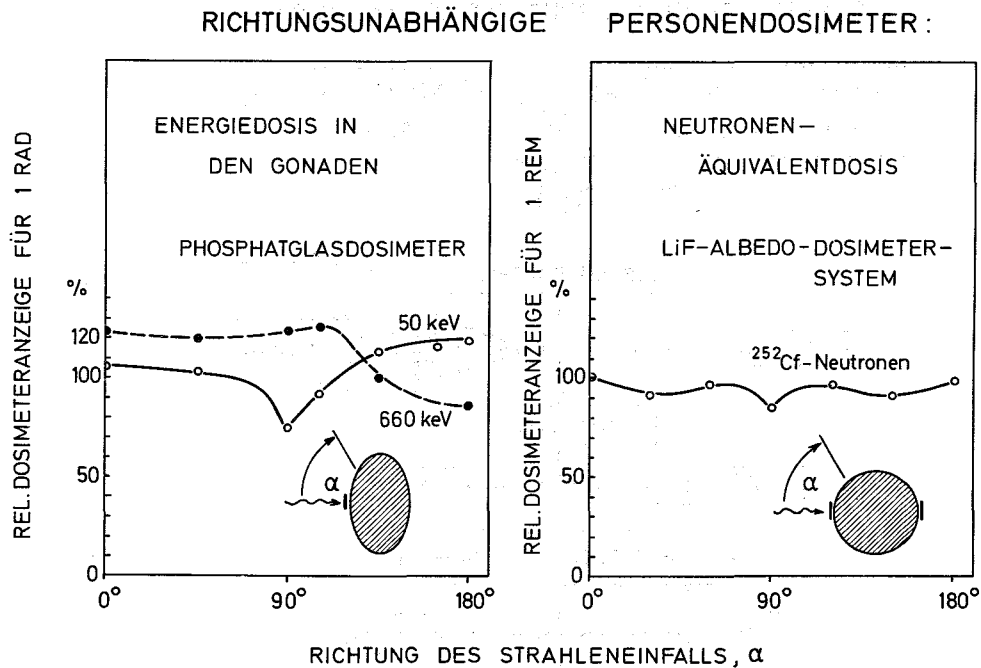 RICHTUNGSUNABHÄNGIGE PERSONENDOSIMETER:
REL. DOSIMETERANZEIGE FÜR 1 RAD
ENERGIEDOSIS IN
DEN GONADEN
PHOSPHATGLASDOSIMETER
%
120
100
50
0
50 keV
660 keV
α
0° 90° 180°
REL. DOSIMETERANZEIGE FÜR 1 REM
NEUTRONEN–
ÄQUIVALENTDOSIS
LiF-ALBEDO-DOSIMETER-
SYSTEM
%
100
50
0
²⁵²Cf-Neutronen
α
0° 90° 180°
RICHTUNG DES STRAHLENEINFALLS, α